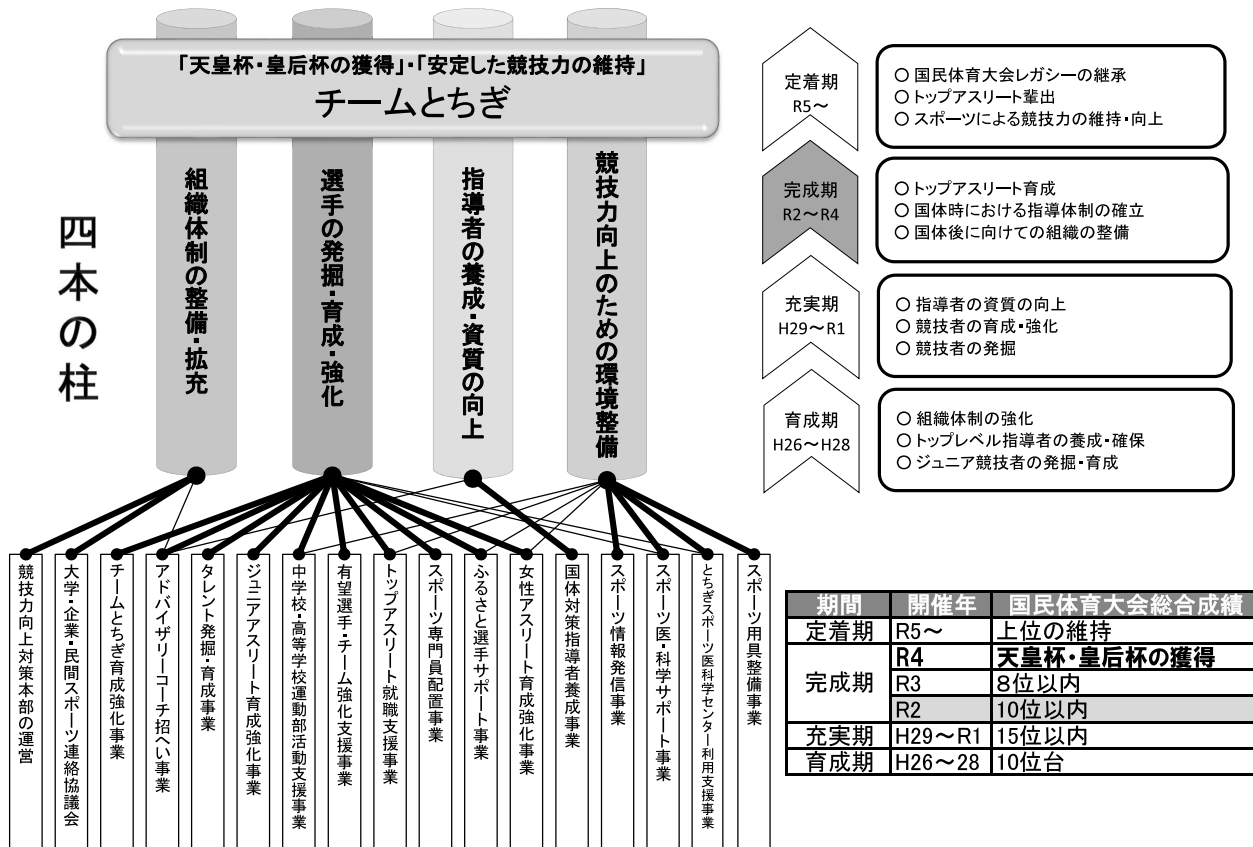 「天皇杯・皇后杯の獲得」・「安定した競技力の維持」
チームとちぎ
四本の柱
組織体制の整備・拡充
選手の発掘・育成・強化
指導者の養成・資質の向上
競技力向上のための環境整備
競技力向上対策本部の運営
大学・企業・民間スポーツ連絡協議会
チームとちぎ育成強化事業
アドバイザリーコーチ招へい事業
タレント発掘・育成事業
ジュニアアスリート育成強化事業
中学校・高等学校運動部活動支援事業
有望選手・チーム強化支援事業
トップアスリート就職支援事業
スポーツ専門員配置事業
ふるさと選手サポート事業
女性アスリート育成強化事業
国体対策指導者養成事業
スポーツ情報発信事業
スポーツ医・科学サポート事業
とちぎスポーツ医科学センター利用支援事業
スポーツ用具整備事業
定着期
R5～
○ 国民体育大会レガシーの継承
○ トップアスリート輩出
○ スポーツによる競技力の維持・向上
完成期
R2～R4
○ トップアスリート育成
○ 国体時における指導体制の確立
○ 国体後に向けての組織の整備
充実期
H29～R1
○ 指導者の資質の向上
○ 競技者の育成・強化
○ 競技者の発掘
育成期
H26～H28
○ 組織体制の強化
○ トップレベル指導者の養成・確保
○ ジュニア競技者の発掘・育成
期間 開催年 国民体育大会総合成績
定着期 R5～ 上位の維持
完成期 R4 天皇杯・皇后杯の獲得
R3 8位以内
R2 10位以内
充実期 H29～R1 15位以内
育成期 H26～28 10位台